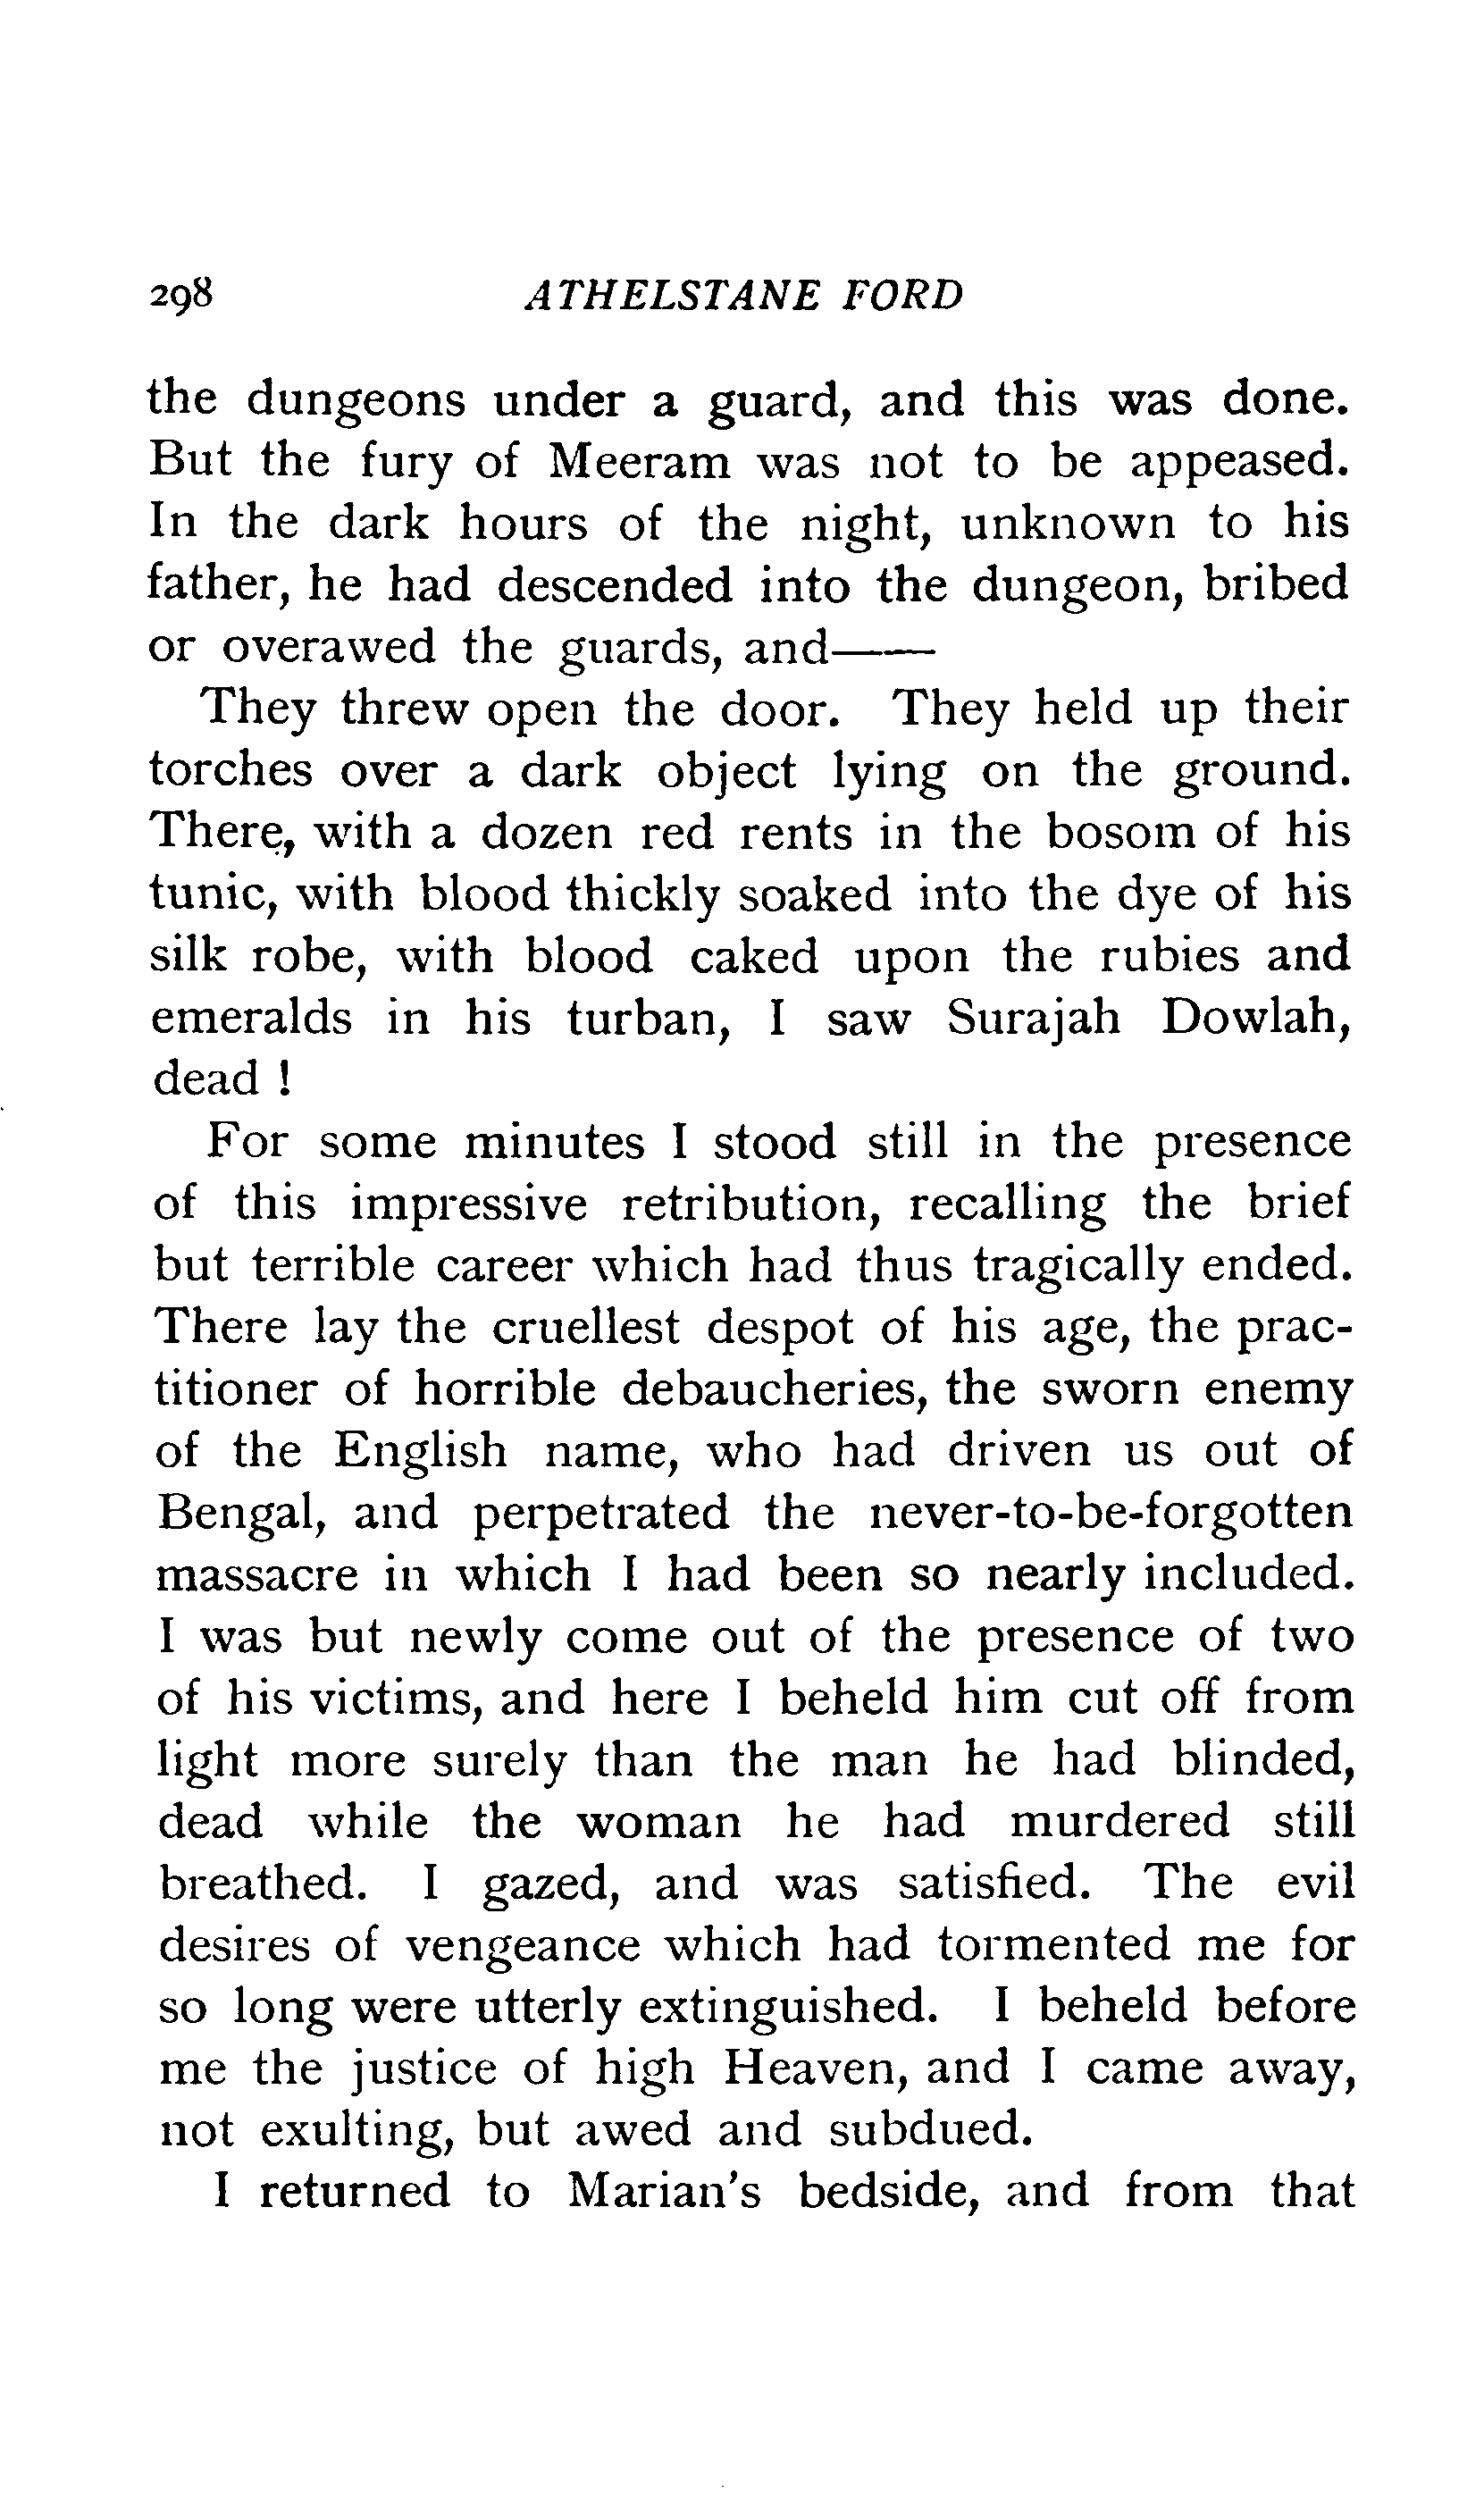 298 ATHELSTANE FORD
the dungeons under a guard, and this was done.
But the fury of Meeram was not to be appeased.
In the dark hours of the night, unknown to his
father, he had descended into the dungeon, bribed
or overawed the guards, and——
They threw open the door. They held up their
torches over a dark object lying on the ground.
There, with a dozen red rents in the bosom of his
tunic, with blood thickly soaked into the dye of his
silk robe, with blood caked upon the rubies and
emeralds in his turban, I saw Surajah Dowlah,
dead !
For some minutes I stood still in the presence
of this impressive retribution, recalling the brief
but terrible career which had thus tragically ended.
There lay the cruellest despot of his age, the prac-
titioner of horrible debaucheries, the sworn enemy
of the English name, who had driven us out of
Bengal, and perpetrated the never-to-be-forgotten
massacre in which I had been so nearly included.
I was but newly come out of the presence of two
of his victims, and here I beheld him cut off from
light more surely than the man he had blinded,
dead while the woman he had murdered still
breathed. I gazed, and was satisfied. The evil
desires of vengeance which had tormented me for
so long were utterly extinguished. I beheld before
me the justice of high Heaven, and I came away,
not exulting, but awed and subdued.
I returned to Marian's bedside, and from that